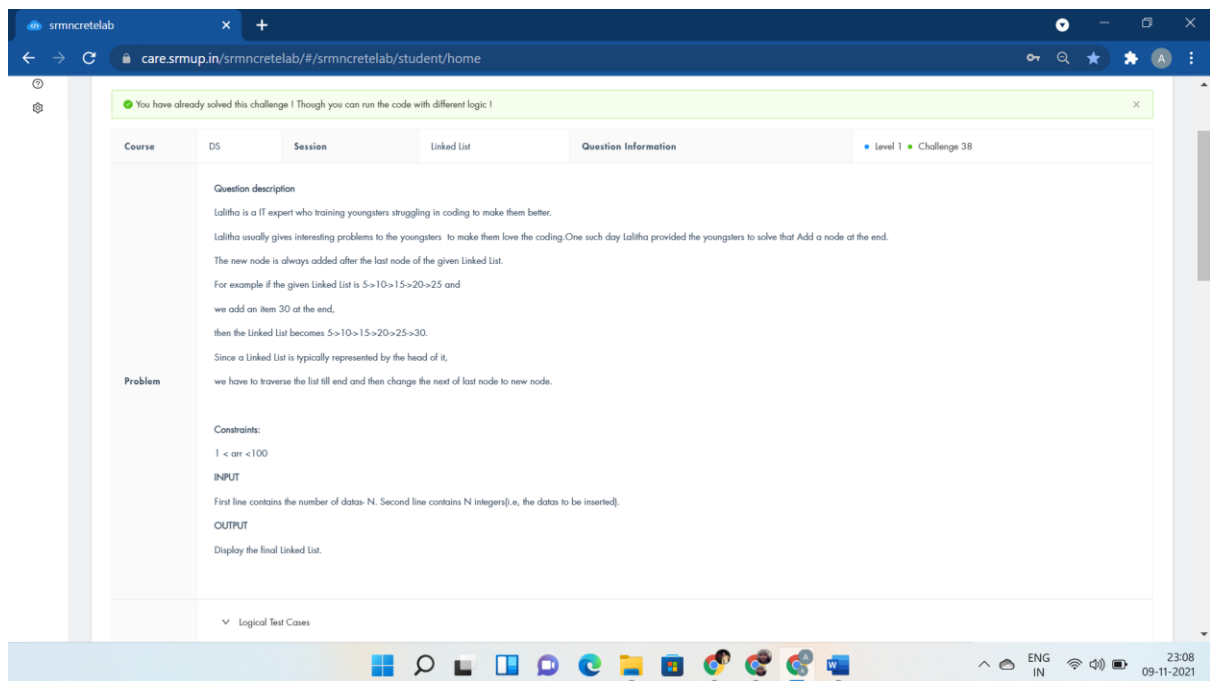 srmncretelab
care.srmup.in/srmncretelab/#/srmncretelab/student/home
A
You have already solved this challenge ! Though you can run the code with different logic !
Course DS Session Linked List Question Information Level 1 Challenge 38
Question description
Lalitha is a IT expert who training youngsters struggling in coding to make them better.
Lalitha usually gives interesting problems to the youngsters to make them love the coding.One such day Lalitha provided the youngsters to solve that Add a node at the end.
The new node is always added after the last node of the given Linked List.
For example if the given Linked List is 5->10->15->20->25 and
we add an item 30 at the end,
then the Linked List becomes 5->10->15->20->25->30.
Since a Linked List is typically represented by the head of it,
Problem we have to traverse the list till end and then change the next of last node to new node.
Constraints:
1 < arr <100
INPUT
First line contains the number of datas- N. Second line contains N integers(i.e, the datas to be inserted).
OUTPUT
Display the final Linked List.
Logical Test Cases
ENG 23:08
IN 09-11-2021